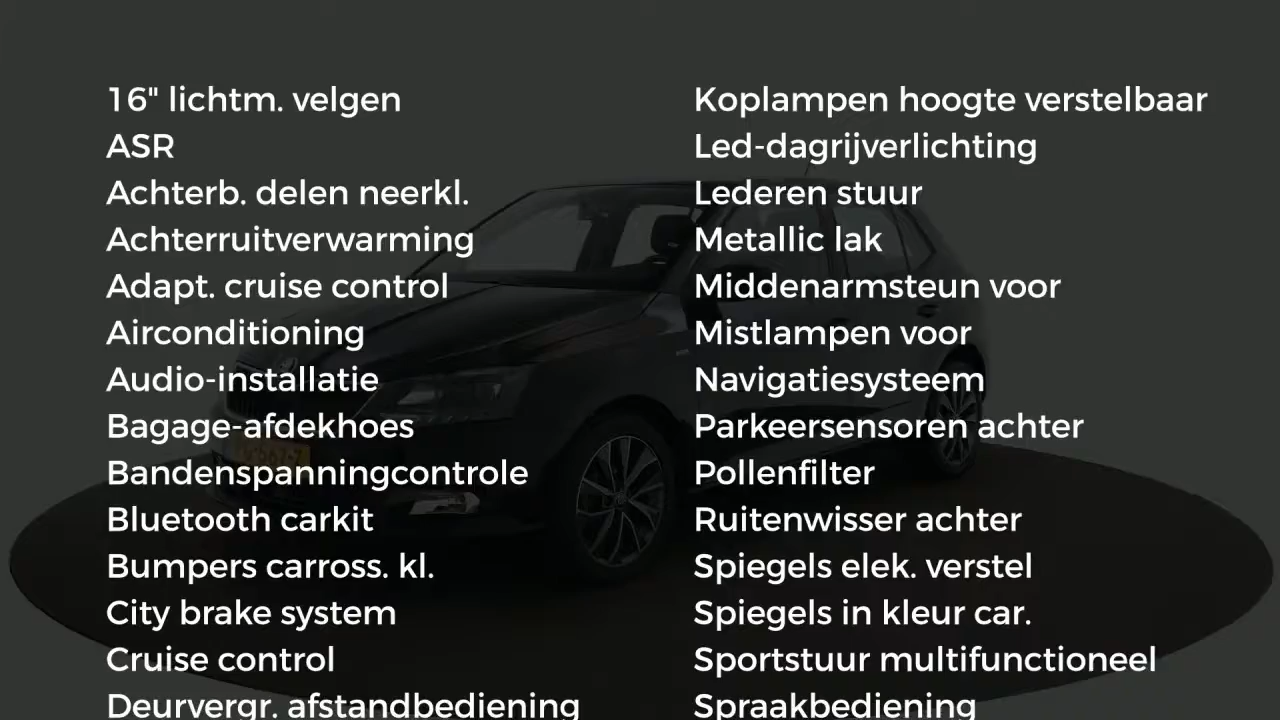 16" lichtm. velgen
ASR
Achterb. delen neerkl.
Achterruitverwarming
Adapt. cruise control
Airconditioning
Audio-installatie
Bagage-afdekhoes
Bandenspanningcontrole
Bluetooth carkit
Bumpers carross. kl.
City brake system
Cruise control
Deurvergr. afstandbediening
Koplampen hoogte verstelbaar
Led-dagrijverlichting
Lederen stuur
Metallic lak
Middenarmsteun voor
Mistlampen voor
Navigatiesysteem
Parkeersensoren achter
Pollenfilter
Ruitenwisser achter
Spiegels elek. verstel
Spiegels in kleur car.
Sportstuur multifunctioneel
Spraakbediening